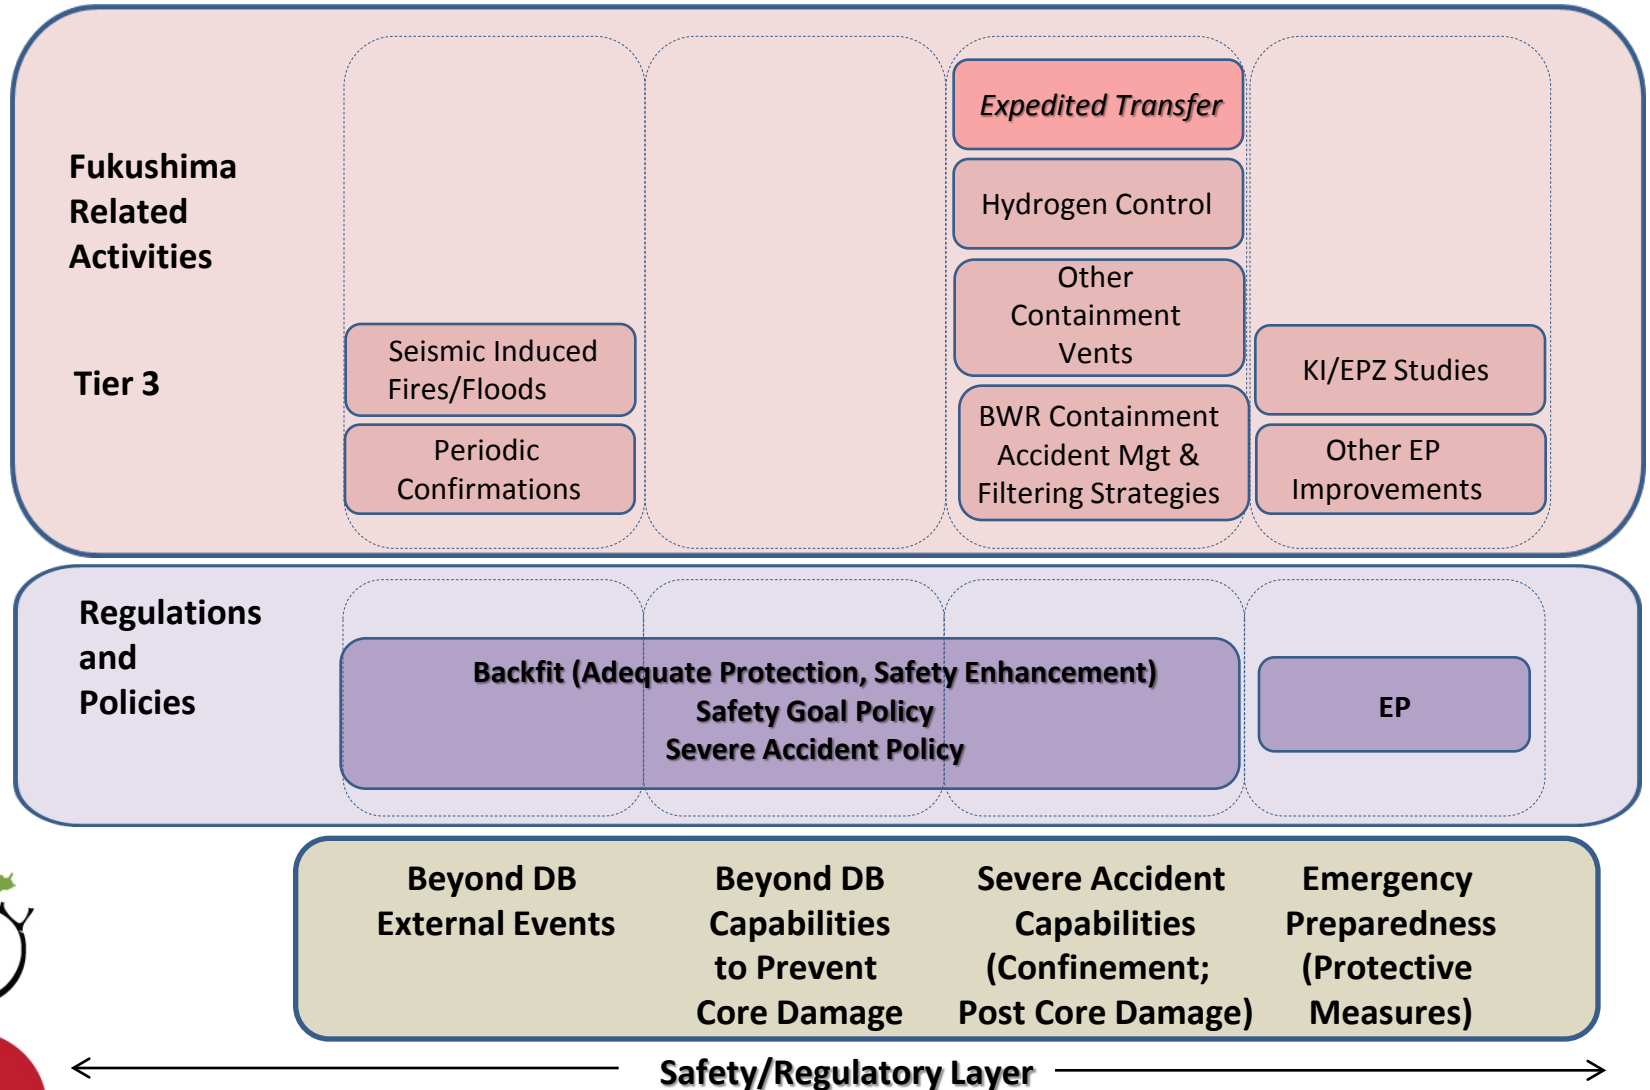 Fukushima
Related
Activities
Tier 3
Seismic Induced
Fires/Floods
Periodic
Confirmations
Expedited Transfer
Hydrogen Control
Other
Containment
Vents
BWR Containment
Accident Mgt &
Filtering Strategies
KI/EPZ Studies
Other EP
Improvements
Regulations
and
Policies
Backfit (Adequate Protection, Safety Enhancement)
Safety Goal Policy
Severe Accident Policy
EP
Beyond DB
External Events
Beyond DB
Capabilities
to Prevent
Core Damage
Severe Accident
Capabilities
(Confinement;
Post Core Damage)
Emergency
Preparedness
(Protective
Measures)
Safety/Regulatory Layer